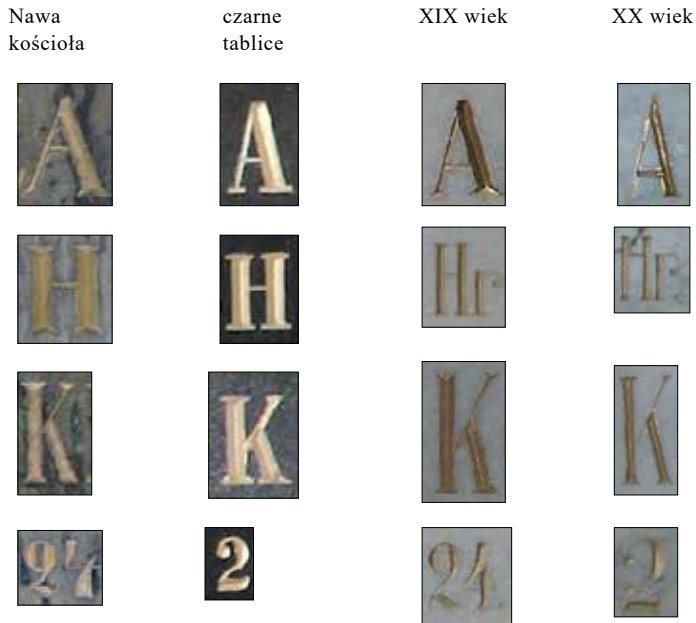 Nawa kościoła
czarne tablice
XIX wiek
XX wiek
A A A A
H H Hr Hr
K K K K
24 2 24 2